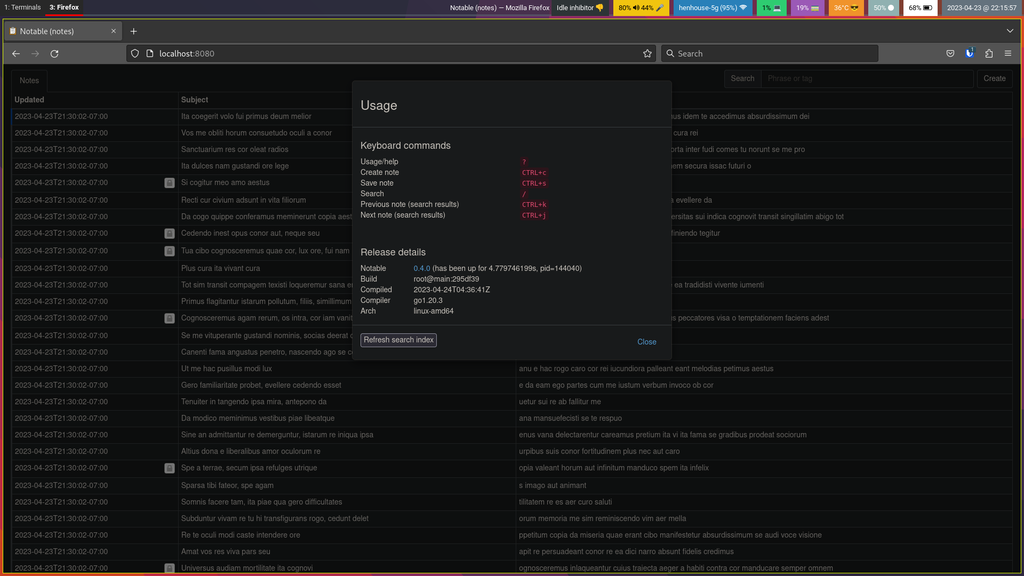 1: Terminals 3: Firefox Notable (notes) — Mozilla Firefox Idle inhibitor 80% 44% henhouse-5g (95%) 1% 19% 36°C 50% 68% 2023-04-23 @ 22:15:57
Notable (notes)
localhost:8080 Search
Notes Search Phrase or tag Create
Updated Subject
Usage
Keyboard commands
Usage/help ?
Create note CTRL+c
Save note CTRL+s
Search /
Previous note (search results) CTRL+k
Next note (search results) CTRL+j
Release details
Notable 0.4.0 (has been up for 4.779746199s, pid=144040)
Build root@main:295df39
Compiled 2023-04-24T04:36:41Z
Compiler go1.20.3
Arch linux-amd64
Refresh search index Close
2023-04-23T21:30:02-07:00 Ita coegerit volo fui primus deum melior us idem te accedimus absurdissimum dei
2023-04-23T21:30:02-07:00 Vos me obliti horum consuetudo oculi a conor cura rei
2023-04-23T21:30:02-07:00 Sanctuarium res cor oleat radios orta inter fudi comes tu norunt se me pro
2023-04-23T21:30:02-07:00 Ita dulces nam gustandi ore lege em secura issac futuri o
2023-04-23T21:30:02-07:00 Si cogitur meo amo aestus
2023-04-23T21:30:02-07:00 Recti cur civium adsunt in vita filiorum evellere da
2023-04-23T21:30:02-07:00 Da cogo quippe conferamus meminerunt copia aest ersitas sui indica cognovit transit singillatim abigo tot
2023-04-23T21:30:02-07:00 Cedendo inest opus conor aut, neque seu finiendo tegitur
2023-04-23T21:30:02-07:00 Tua cibo cognosceremus quae cor, lux ore, fui nam
2023-04-23T21:30:02-07:00 Plus cura ita vivant cura
2023-04-23T21:30:02-07:00 Tot sim transit compagem texisti loqueremur sana e ea tradidisti vivente iumenti
2023-04-23T21:30:02-07:00 Primus flagitantur istarum pollutum, filiis, simillimum
2023-04-23T21:30:02-07:00 Cognosceremus agam rerum, os intra, cor iam vanit s peccatores viso o temptationem faciens adest
2023-04-23T21:30:02-07:00 Se me vituperante gustandi nominis, socias deerat
2023-04-23T21:30:02-07:00 Canenti fama angustus penetro, nascendo ago se c
2023-04-23T21:30:02-07:00 Ut me hac pusillus modi lux anu e hac rogo caro cor rei iucundiora palleant eant melodias petimus aestus
2023-04-23T21:30:02-07:00 Gero familiaritate probet, evellere cedendo esset e da eam ego partes cum me iustum verbum invoco ob cor
2023-04-23T21:30:02-07:00 Tenuiter in tangendo ipsa mira, antepono da uetur sui re ab fallitur me
2023-04-23T21:30:02-07:00 Da modico meminimus vestibus piae libeatque ana mansuelescisti se te respuo
2023-04-23T21:30:02-07:00 Sine an admittantur re demerguntur, istarum re iniqua ipsa enus vana delectarentur careamus pretium ita vi ita fama se gradibus prodeat sociorum
2023-04-23T21:30:02-07:00 Altius dona e liberalibus amor oculorum re urpibus suis conor fortitudinem plus nec aut caro
2023-04-23T21:30:02-07:00 Spe a terrae, secum ipsa refulges utrique opia valeant horum aut infinitum manduco spem ita infelix
2023-04-23T21:30:02-07:00 Sparsa tibi fateor, spe agam s imago aut animant
2023-04-23T21:30:02-07:00 Somnis facere tam, ita piae qua gero difficultates tilitatem re es aer curo saluti
2023-04-23T21:30:02-07:00 Subduntur vivam re tu hi transfigurans rogo, cedunt delet orum memoria me sim reminiscendo vim aer mella
2023-04-23T21:30:02-07:00 Re te oculi modi caste intendere ore ppetitum copia da miseria quae erant cibo manifestetur absurdissimum se audi voce visione
2023-04-23T21:30:02-07:00 Amat vos res viva pars seu apit re persuadeant conor re ea dici narro absunt fidelis credimus
2023-04-23T21:30:02-07:00 Universus audiam mortilitate ita cognovi ognosceremus inlaqueantur cuius traiecta aeger a habiti contra cor manducare semper omnem